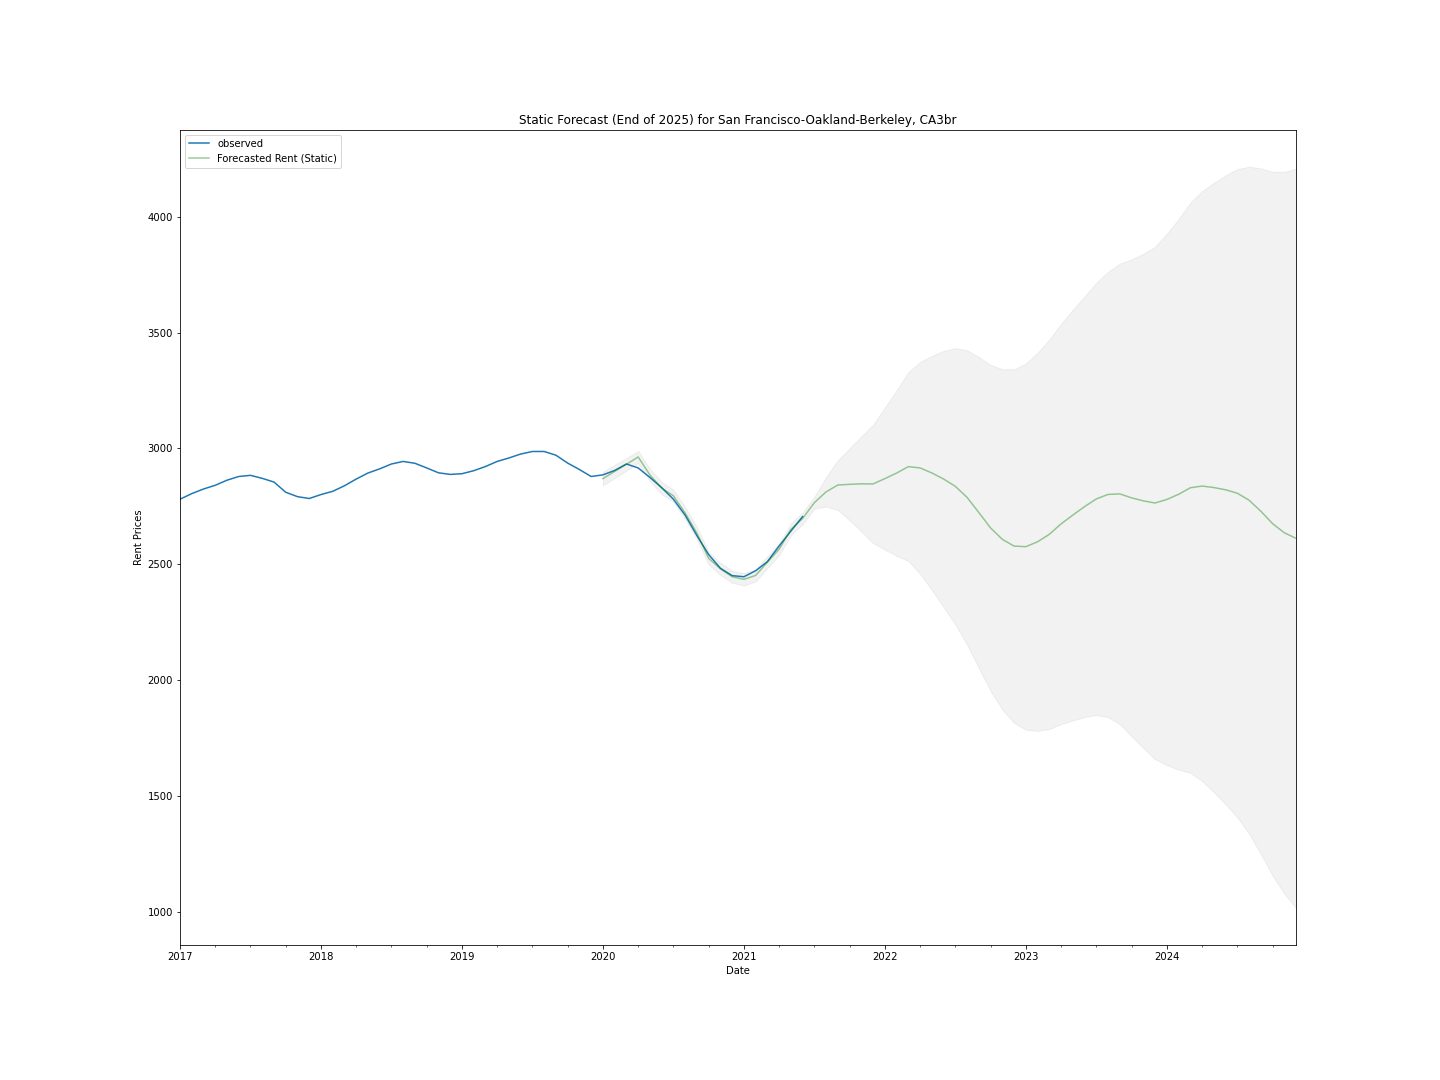 Static Forecast (End of 2025) for San Francisco-Oakland-Berkeley, CA3br
observed
Forecasted Rent (Static)
4000
3500
3000
2500
2000
1500
1000
Rent Prices
2017 2018 2019 2020 2021 2022 2023 2024
Date